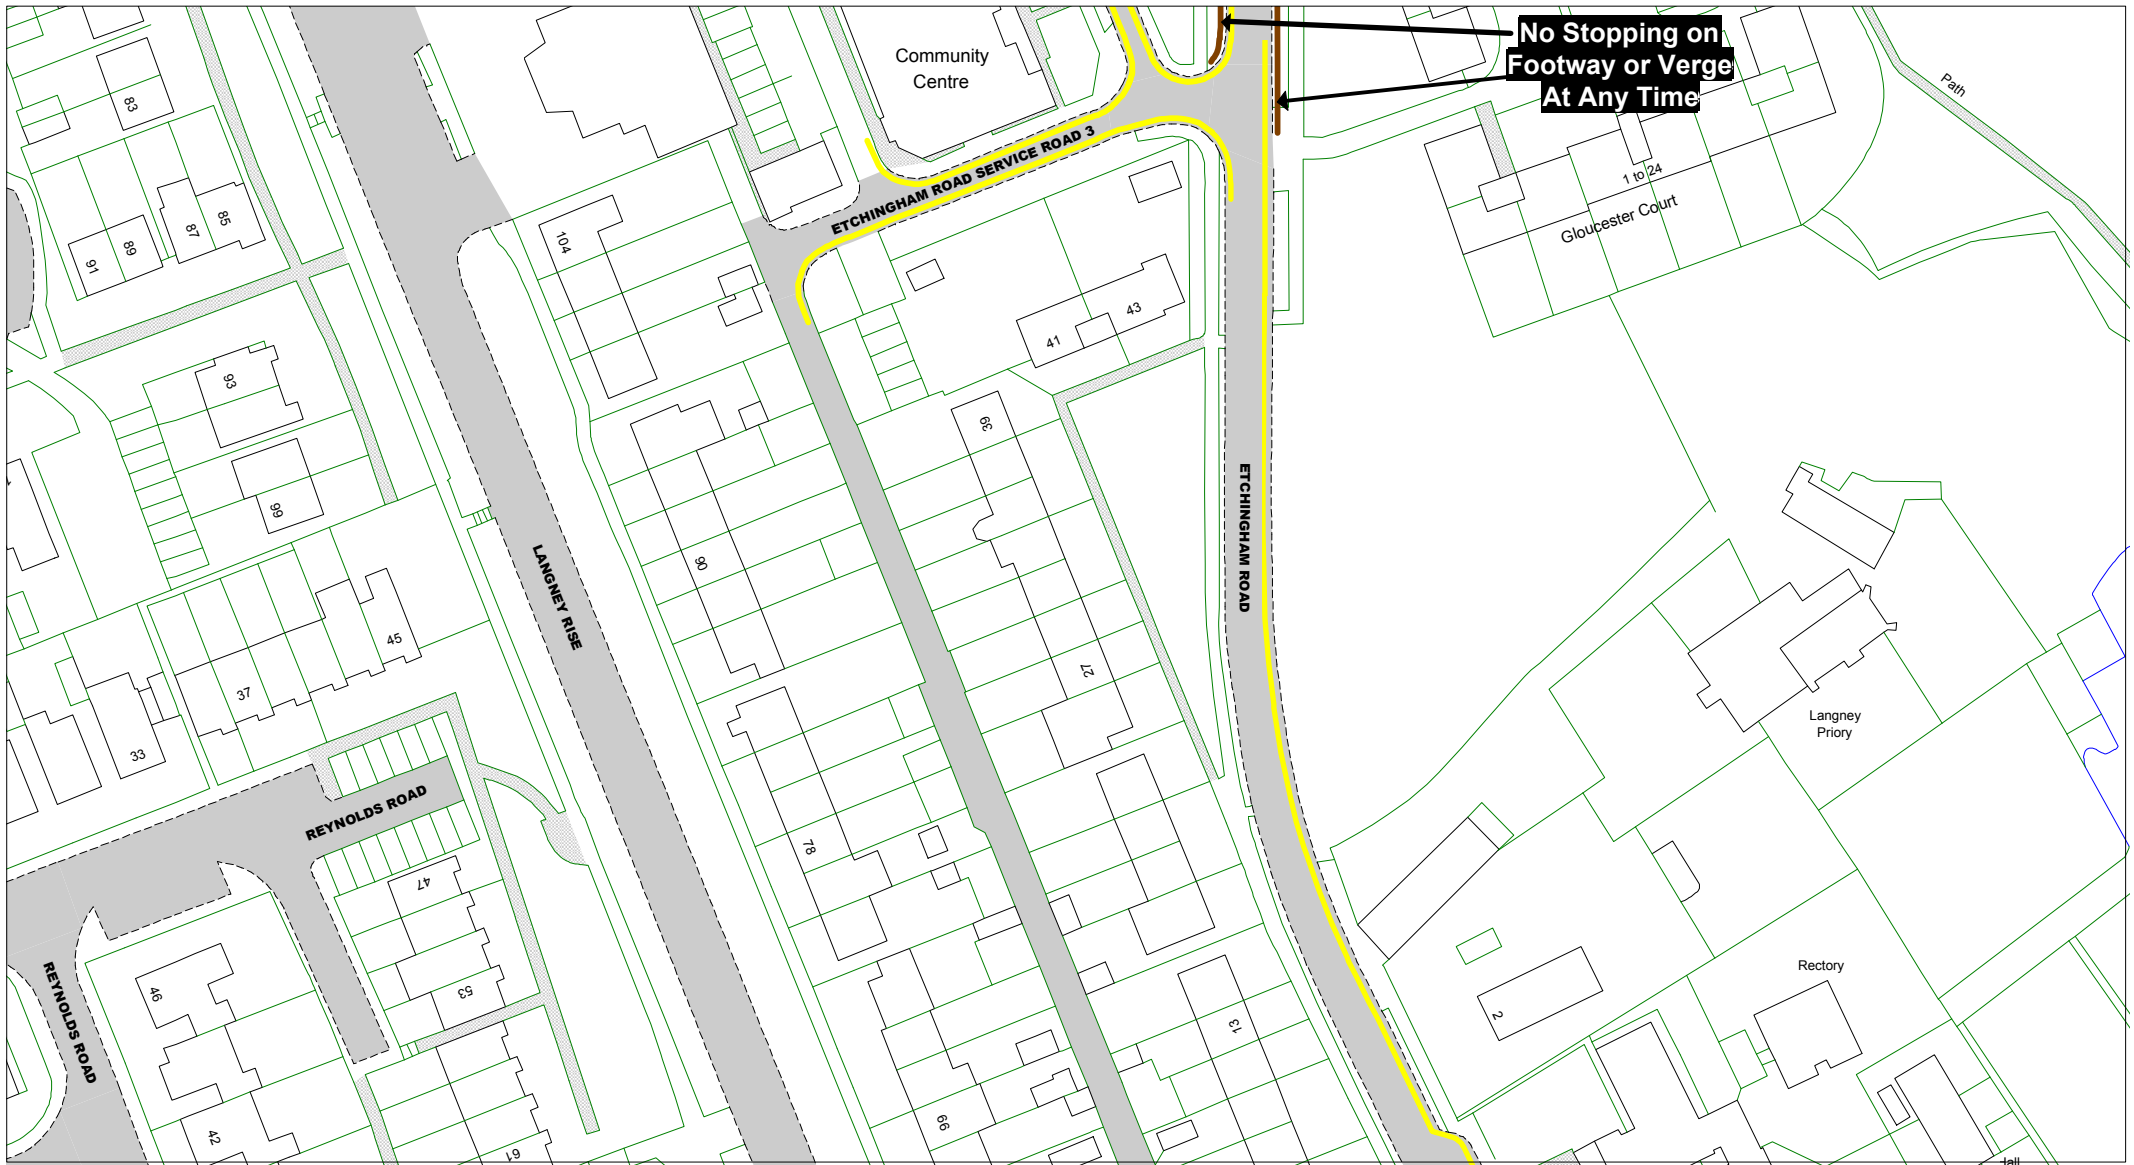 No Stopping on
Footway or Verge
At Any Time
Community
Centre
Path
83
ETCHINGHAM ROAD SERVICE ROAD 3
1 to 24
Gloucester Court
85
87
89
91
104
43
41
93
39
99
ETCHINGHAM ROAD
90
LANGNEY RISE
45
37
27
33
Langney
Priory
REYNOLDS ROAD
78
47
Rectory
46
53
2
13
REYNOLDS ROAD
66
42
61